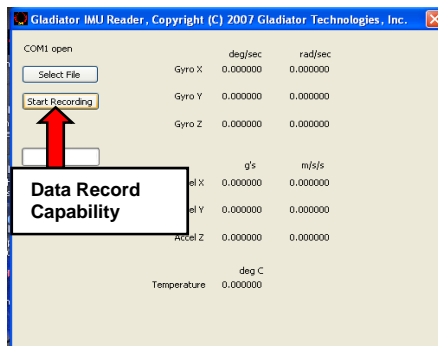 Gladiator IMU Reader, Copyright (C) 2007 Gladiator Technologies, Inc.
COM1 open
deg/sec rad/sec
Select File
Gyro X 0.000000 0.000000
Start Recording
Gyro Y 0.000000 0.000000
Gyro Z 0.000000 0.000000
g's m/s/s
Data Record
Capability
el X 0.000000 0.000000
el Y 0.000000 0.000000
Accel Z 0.000000 0.000000
deg C
Temperature 0.000000